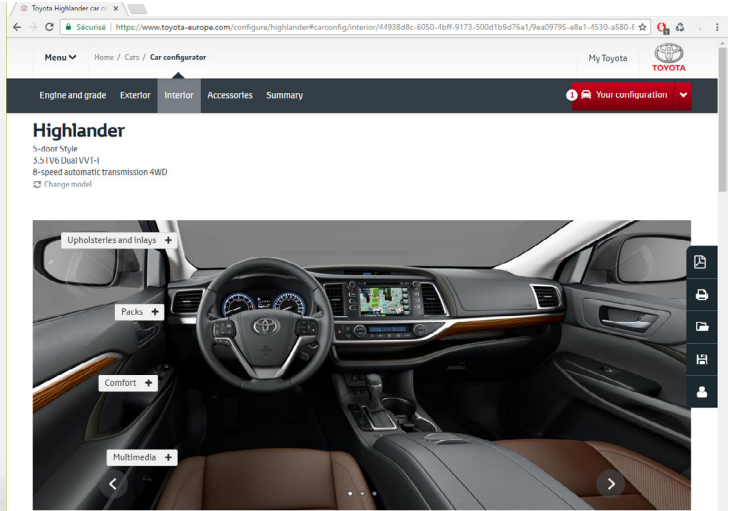 Toyota Highlander car co
Sécurisé | https://www.toyota-europe.com/configure/highlander#carconfig/interior/44938d8c-6050-4bff-9173-500d1b9d76a1/9ea09795-e8e1-4530-a580-8
Menu Home / Cars / Car configurator My Toyota
TOYOTA
Engine and grade Exterior Interior Accessories Summary 1 Your configuration
Highlander
5-door Style
3.5 l V6 Dual VVT-i
8-speed automatic transmission 4WD
Change model
Upholsteries and inlays +
Packs +
Comfort +
Multimedia +